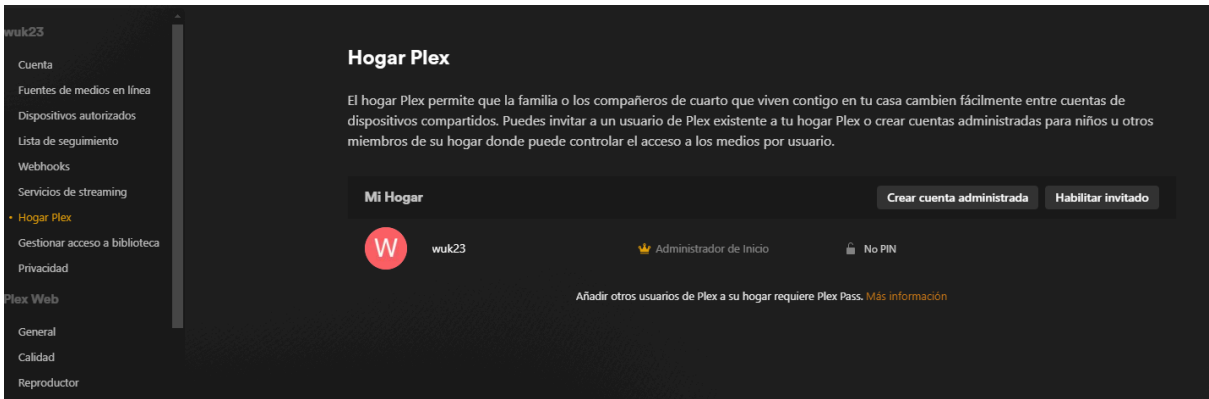 wuk23
Cuenta
Fuentes de medios en línea
Dispositivos autorizados
Lista de seguimiento
Webhooks
Servicios de streaming
Hogar Plex
Gestionar acceso a biblioteca
Privacidad
Plex Web
General
Calidad
Reproductor
Hogar Plex
El hogar Plex permite que la familia o los compañeros de cuarto que viven contigo en tu casa cambien fácilmente entre cuentas de
dispositivos compartidos. Puedes invitar a un usuario de Plex existente a tu hogar Plex o crear cuentas administradas para niños u otros
miembros de su hogar donde puede controlar el acceso a los medios por usuario.
Mi Hogar Crear cuenta administrada Habilitar invitado
W wuk23 Administrador de Inicio No PIN
Añadir otros usuarios de Plex a su hogar requiere Plex Pass. Más información